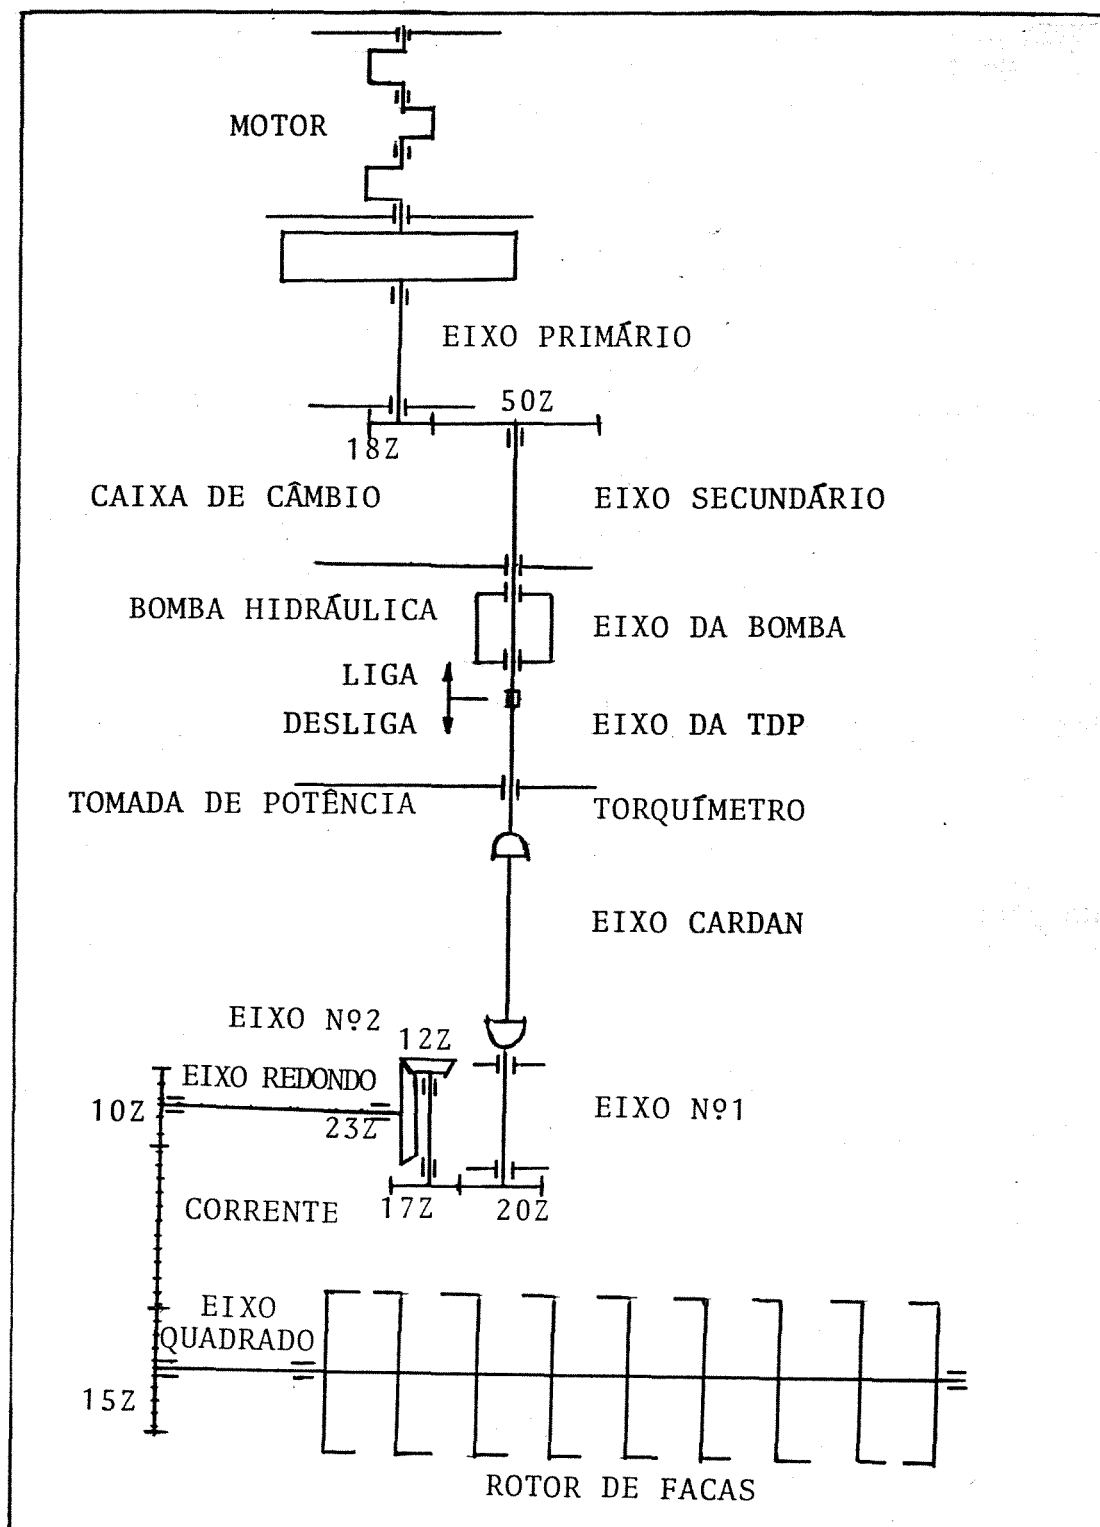 MOTOR
EIXO PRIMÁRIO
50Z
18Z
CAIXA DE CÂMBIO
EIXO SECUNDÁRIO
BOMBA HIDRÁULICA
EIXO DA BOMBA
LIGA
DESLIGA
EIXO DA TDP
TOMADA DE POTÊNCIA
TORQUÍMETRO
EIXO CARDAN
EIXO Nº2
12Z
EIXO REDONDO
10Z
23Z
EIXO Nº1
17Z
20Z
CORRENTE
EIXO
QUADRADO
15Z
ROTOR DE FACAS